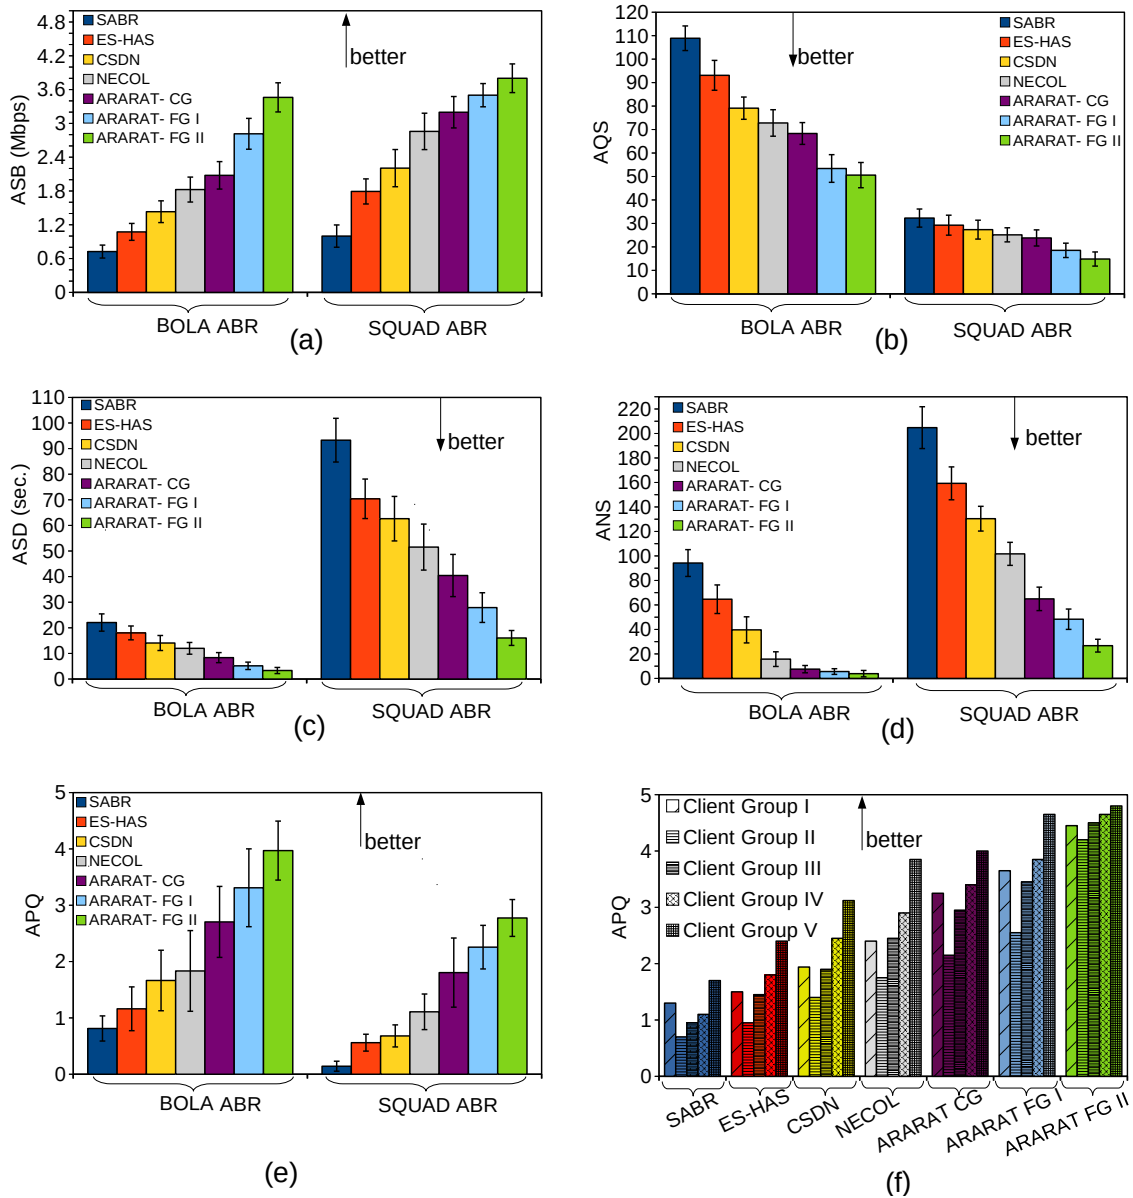 4.8
4.2
3.6
3
2.4
1.8
1.2
0.6
0
ASB (Mbps)
SABR
ES-HAS
CSDN
NECOL
ARARAT- CG
ARARAT- FG I
ARARAT- FG II
better
BOLA ABR
SQUAD ABR
(a)
120
110
100
90
80
70
60
50
40
30
20
10
0
AQS
better
SABR
ES-HAS
CSDN
NECOL
ARARAT- CG
ARARAT- FG I
ARARAT- FG II
BOLA ABR
SQUAD ABR
(b)
110
100
90
80
70
60
50
40
30
20
10
0
ASD (sec.)
SABR
ES-HAS
CSDN
NECOL
ARARAT- CG
ARARAT- FG I
ARARAT- FG II
better
BOLA ABR
SQUAD ABR
(c)
220
200
180
160
140
120
100
80
60
40
20
0
ANS
SABR
ES-HAS
CSDN
NECOL
ARARAT- CG
ARARAT- FG I
ARARAT- FG II
better
BOLA ABR
SQUAD ABR
(d)
5
4
3
2
1
0
APQ
SABR
ES-HAS
CSDN
NECOL
ARARAT- CG
ARARAT- FG I
ARARAT- FG II
better
BOLA ABR
SQUAD ABR
(e)
5
4
3
2
1
0
APQ
Client Group I
Client Group II
Client Group III
Client Group IV
Client Group V
better
SABR
ES-HAS
CSDN
NECOL
ARARAT CG
ARARAT FG I
ARARAT FG II
(f)